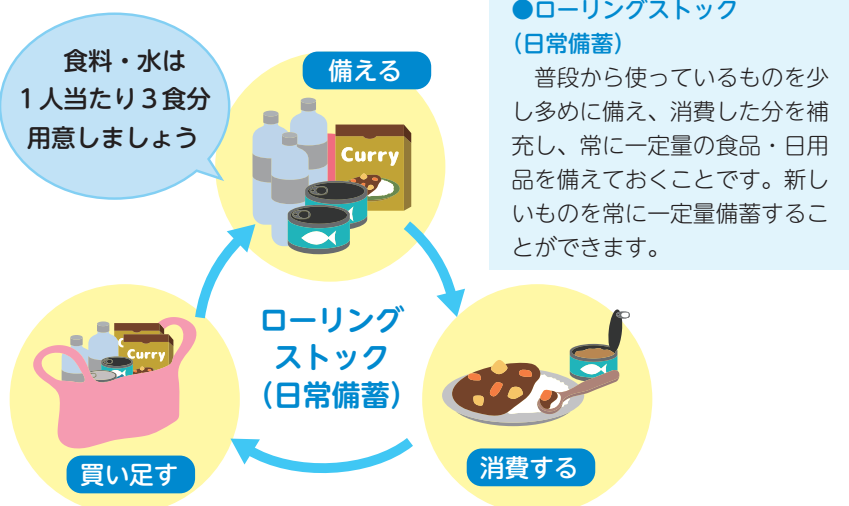 ●ローリングストック
(日常備蓄)
　普段から使っているものを少
し多めに備え、消費した分を補
充し、常に一定量の食品・日用
品を備えておくことです。新し
いものを常に一定量備蓄するこ
とができます。
食料・水は
1人当たり3食分
用意しましょう
備える
Curry
ローリング
ストック
(日常備蓄)
Curry
消費する
買い足す